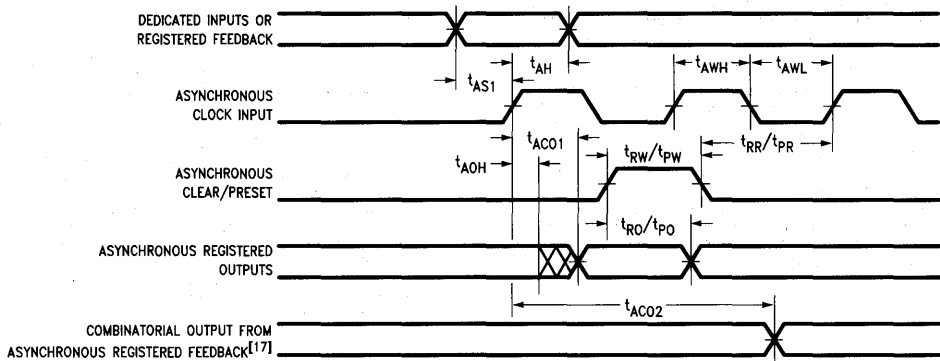 DEDICATED INPUTS OR
REGISTERED FEEDBACK
tAH
tAS1
tAWH
tAWL
ASYNCHRONOUS
CLOCK INPUT
tACO1
tRW/tPW
tRR/tPR
tAOH
ASYNCHRONOUS
CLEAR/PRESET
tRO/tPO
ASYNCHRONOUS REGISTERED
OUTPUTS
tACO2
COMBINATORIAL OUTPUT FROM
ASYNCHRONOUS REGISTERED FEEDBACK[17]